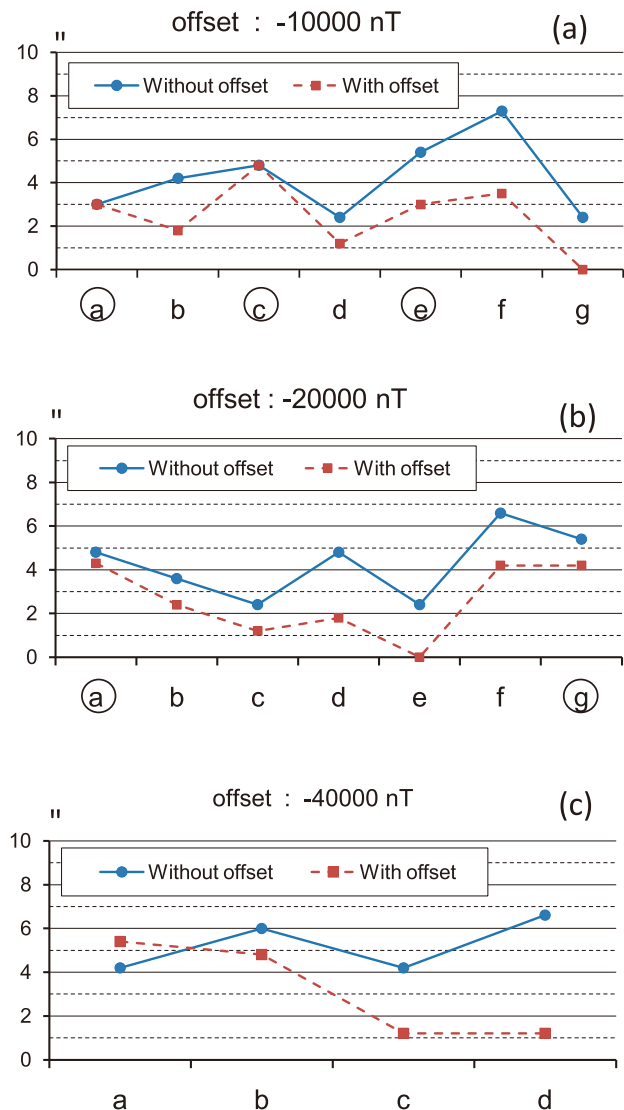 offset : -10000 nT (a)
"
10
Without offset With offset
8
6
4
2
0
a b c d e f g
offset : -20000 nT (b)
"
10
Without offset With offset
8
6
4
2
0
a b c d e f g
offset : -40000 nT (c)
"
10
Without offset With offset
8
6
4
2
0
a b c d